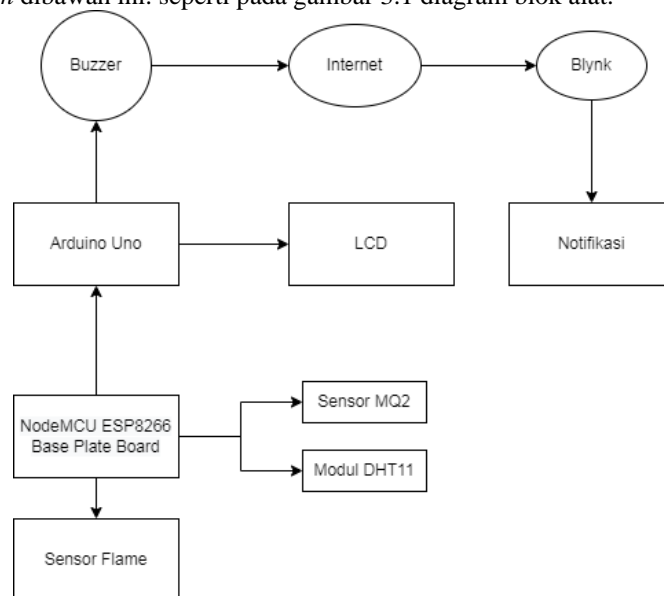 dibawah ini. seperti pada gambar 3.1 diagram blok alat.
Buzzer
Internet
Blynk
Arduino Uno
LCD
Notifikasi
NodeMCU ESP8266
Base Plate Board
Sensor MQ2
Modul DHT11
Sensor Flame